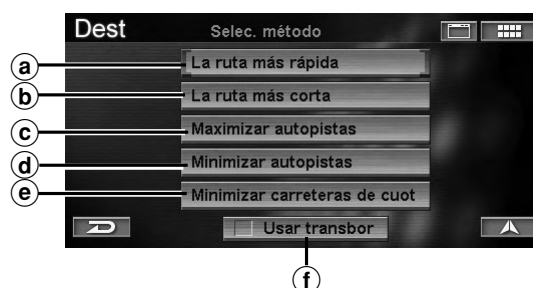 Dest Selec. método
a La ruta más rápida
b La ruta más corta
c Maximizar autopistas
d Minimizar autopistas
e Minimizar carreteras de cuot
Usar transbor
f